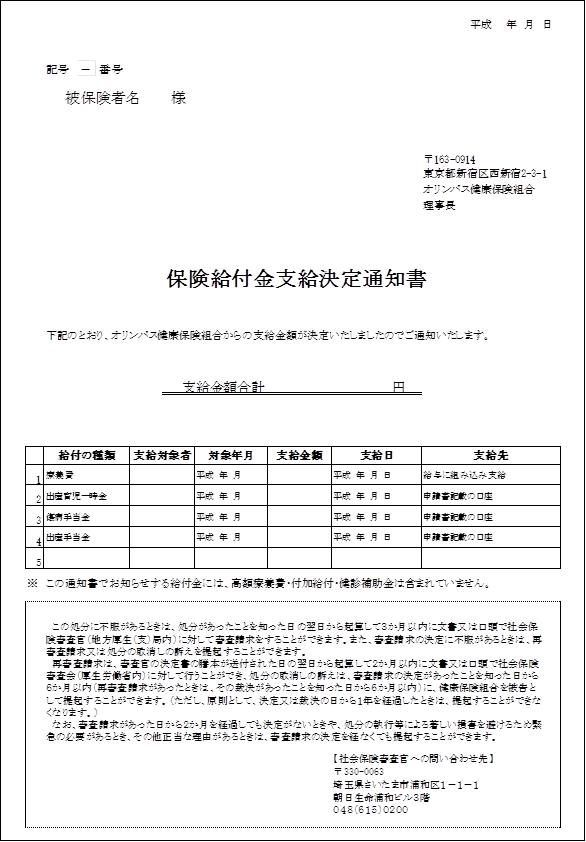 平成　年　月　日
記号　－　番号
被保険者名　　様
〒163-0914
東京都新宿区西新宿2-3-1
オリンパス健康保険組合
理事長
保険給付金支給決定通知書
下記のとおり、オリンパス健康保険組合からの支給金額が決定いたしましたのでご通知いたします。
支給金額合計　　　　　　　　円
給付の種類　支給対象者　対象年月　支給金額　支給日　支給先
1　療養費　平成　年　月　平成　年　月　日　給与に組み込み支給
2　出産育児一時金　平成　年　月　平成　年　月　日　申請書記載の口座
3　傷病手当金　平成　年　月　平成　年　月　日　申請書記載の口座
4　出産手当金　平成　年　月　平成　年　月　日　申請書記載の口座
5
※　この通知書でお知らせする給付金には、高額療養費・付加給付・健診補助金は含まれていません。
この処分に不服があるときは、処分があったことを知った日の翌日から起算して3か月以内に文書又は口頭で社会保
険審査官(地方厚生(支)局内)に対して審査請求をすることができます。また、審査請求の決定に不服があるときは、再
審査請求又は処分の取消しの訴えを提起することができます。
再審査請求は、審査官の決定書の謄本が送付された日の翌日から起算して2か月以内に文書又は口頭で社会保険
審査会(厚生労働省内)に対して行うことができ、処分の取消しの訴えは、審査請求の決定があったことを知った日から
6か月以内(再審査請求があったときは、その裁決があったことを知った日から6か月以内)に、健康保険組合を被告と
して提起することができます。(ただし、原則として、決定又は裁決の日から1年を経過したときは、提起することができな
くなります。)
なお、審査請求があった日から2か月を経過しても決定がないときや、処分の執行等による著しい損害を避けるため緊
急の必要があるとき、その他正当な理由があるときは、審査請求の決定を経なくても提起することができます。
【社会保険審査官への問い合わせ先】
〒330-0063
埼玉県さいたま市浦和区１－１－１
朝日生命浦和ビル３階
０４８(６１５)０２００